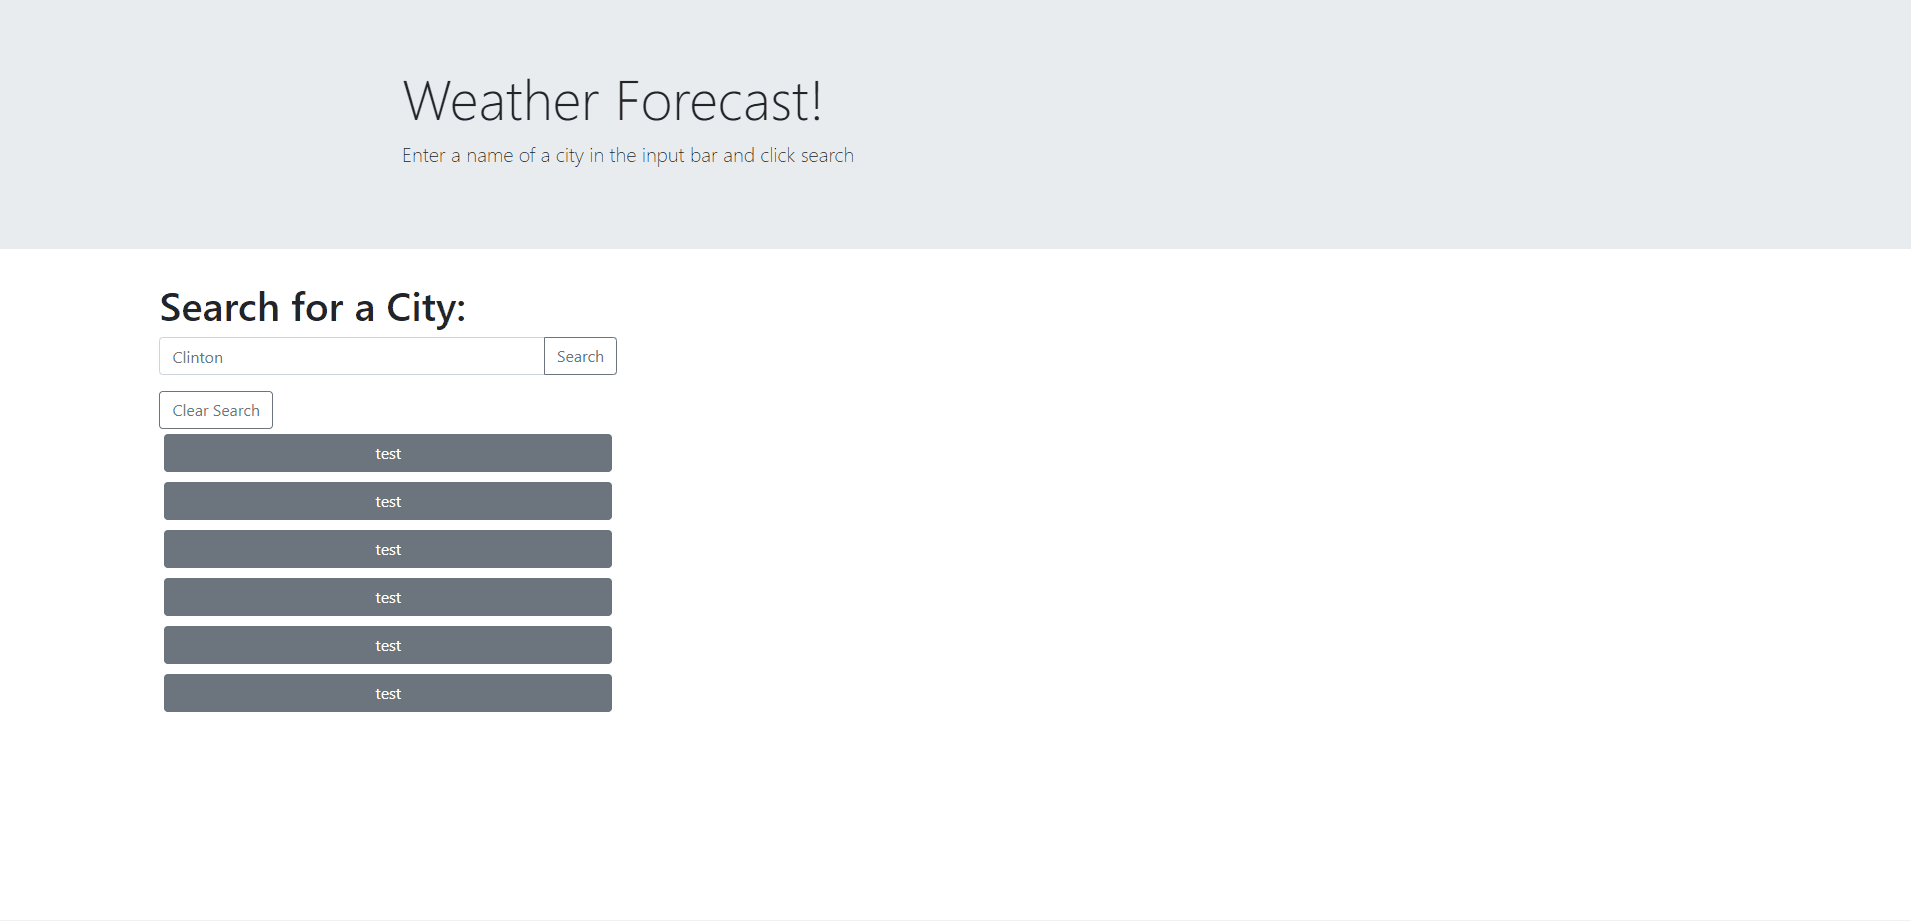 Weather Forecast!
Enter a name of a city in the input bar and click search
Search for a City:
Clinton
Search
Clear Search
test
test
test
test
test
test